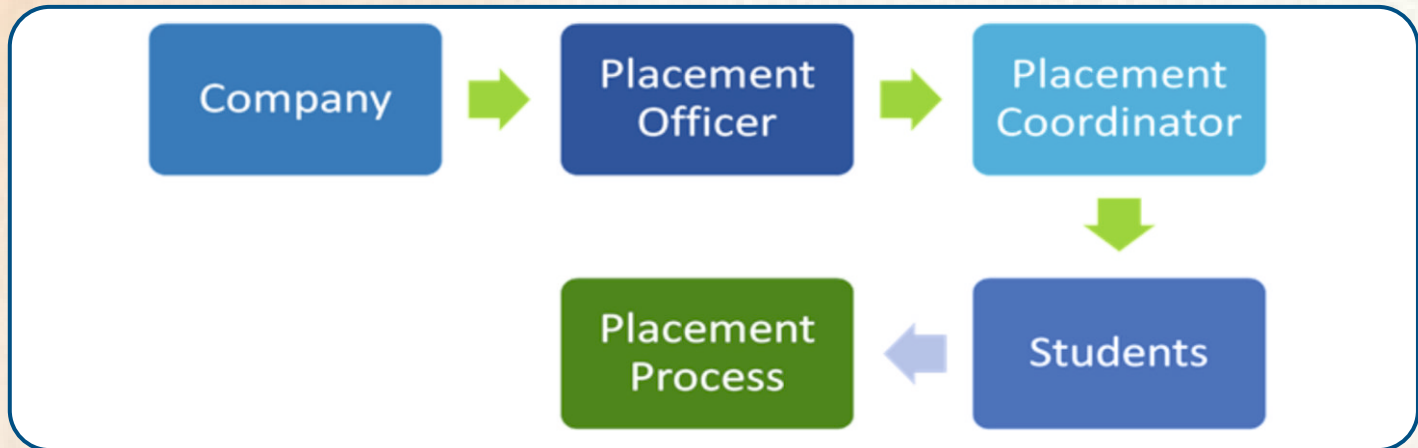 Company
Placement
Officer
Placement
Coordinator
Students
Placement
Process